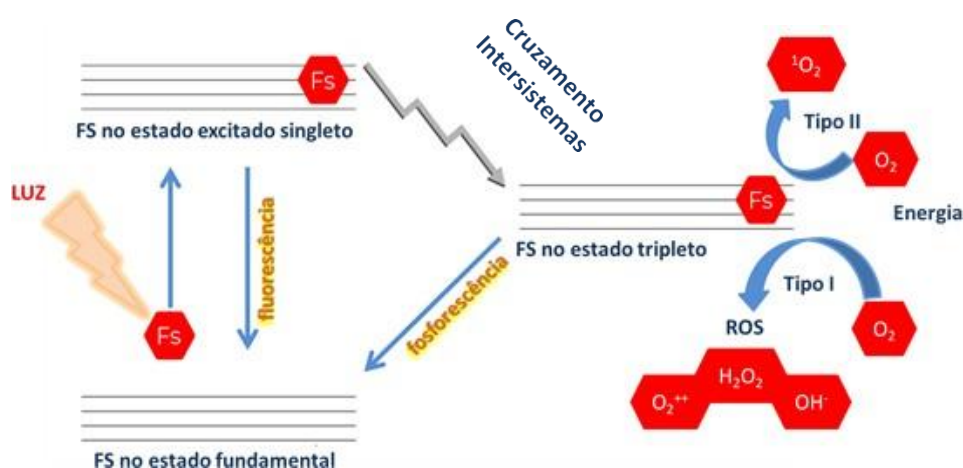 Cruzamento
Intersistemas
Fs
FS no estado excitado singleto
¹O₂
Tipo II
O₂
LUZ
fluorescência
Fs
Energia
FS no estado tripleto
fosforescência
Tipo I
Fs
ROS
O₂
H₂O₂
O₂⁺⁺
OH⁻
FS no estado fundamental